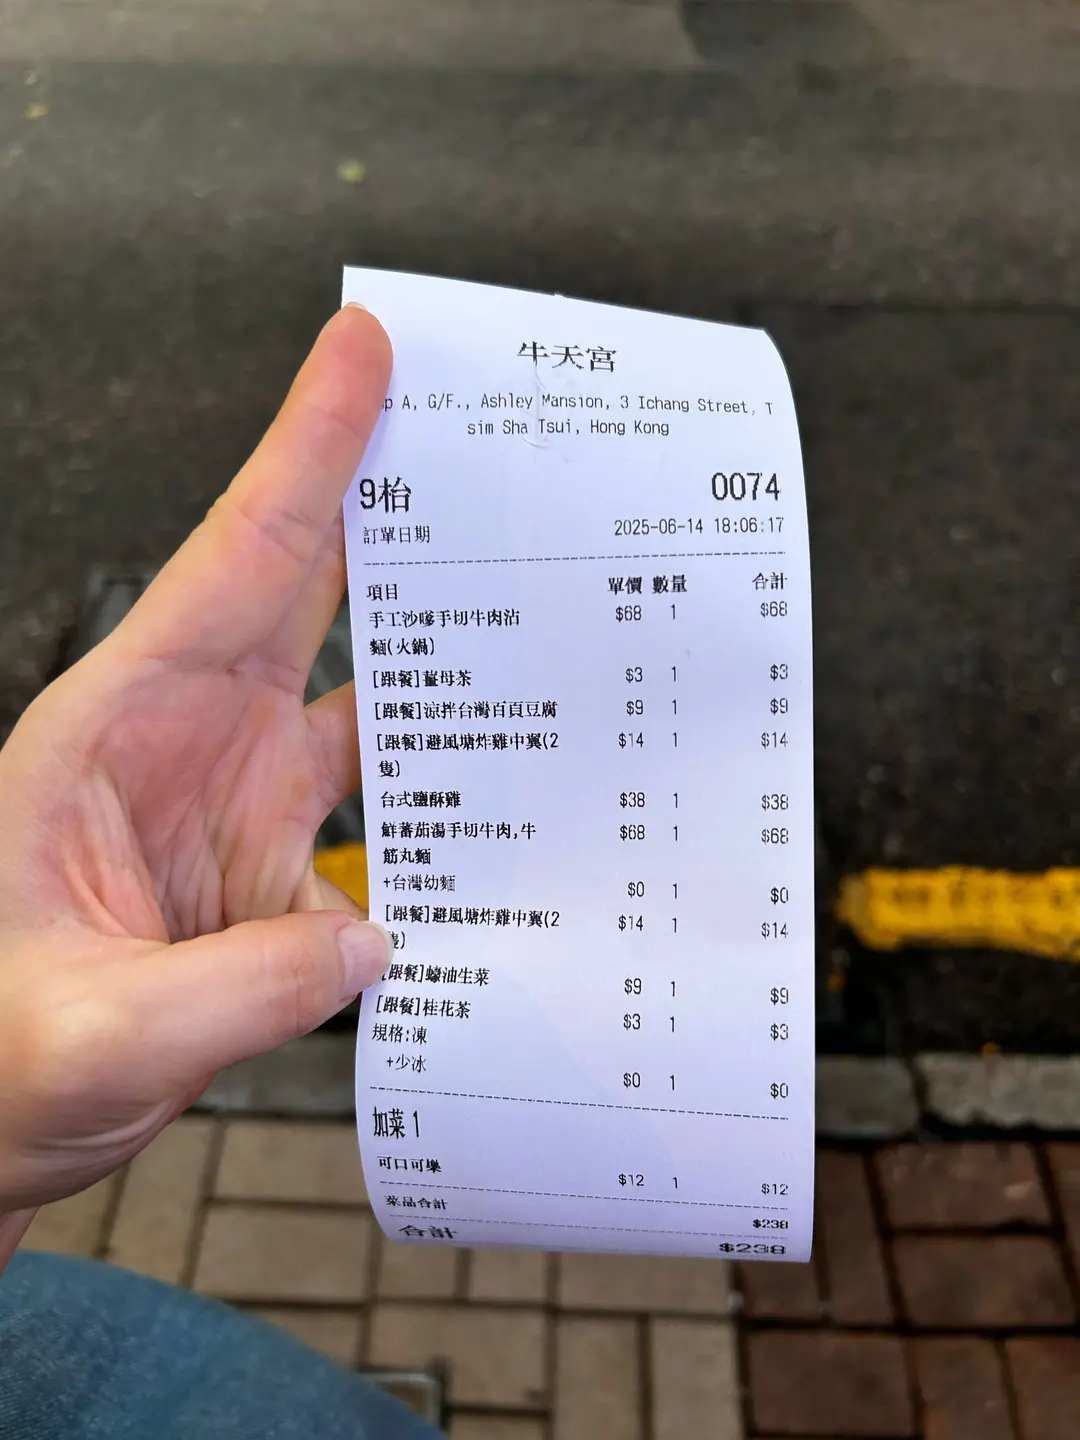 牛天宮
p A, G/F., Ashley Mansion, 3 Ichang Street, T
sim Sha Tsui, Hong Kong
9枱 0074
訂單日期 2025-06-14 18:06:17
項目 單價 數量 合計
手工沙嗲手切牛肉沾 $68 1 $68
麵(火鍋)
[跟餐]薑母茶 $3 1 $3
[跟餐]涼拌台灣百頁豆腐 $9 1 $9
[跟餐]避風塘炸雞中翼(2 $14 1 $14
隻)
台式鹽酥雞 $38 1 $38
鮮蕃茄湯手切牛肉,牛 $68 1 $68
筋丸麵
+台灣幼麵 $0 1 $0
[跟餐]避風塘炸雞中翼(2 $14 1 $14
隻)
[跟餐]蠔油生菜 $9 1 $9
[跟餐]桂花茶 $3 1 $3
規格:凍
+少冰 $0 1 $0
加菜 1
可口可樂 $12 1 $12
菜品合計 $238
合計 $238